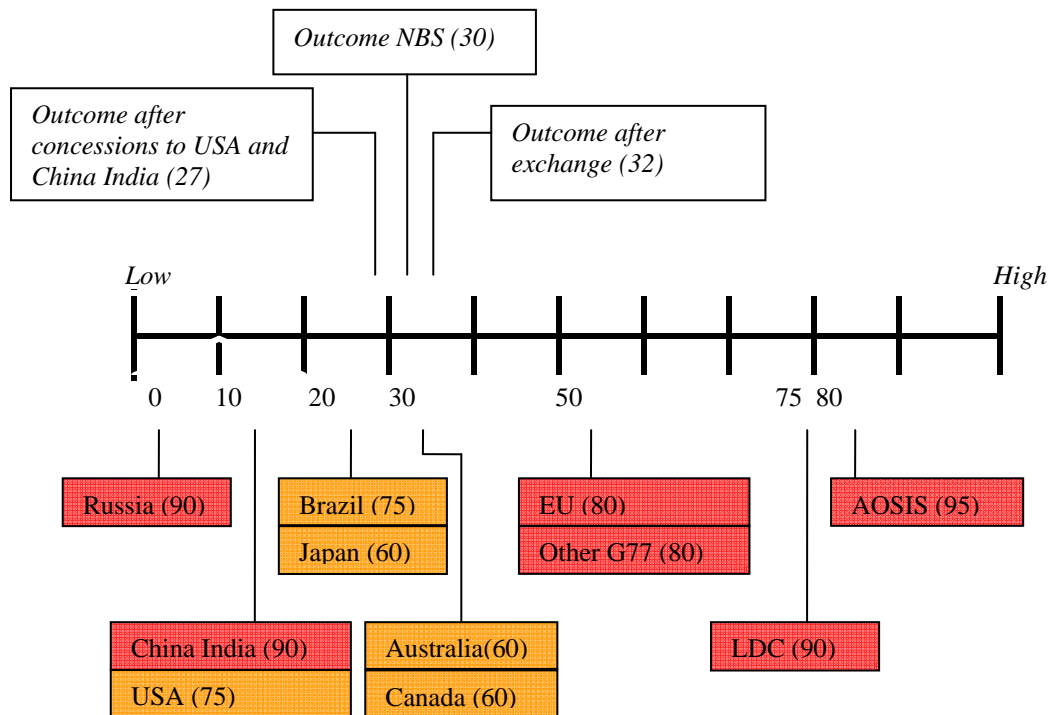 Outcome NBS (30)
Outcome after
concessions to USA and
China India (27)
Outcome after
exchange (32)
Low
High
0 10 20 30 50 75 80
Russia (90)
Brazil (75)
Japan (60)
EU (80)
Other G77 (80)
AOSIS (95)
China India (90)
USA (75)
Australia(60)
Canada (60)
LDC (90)